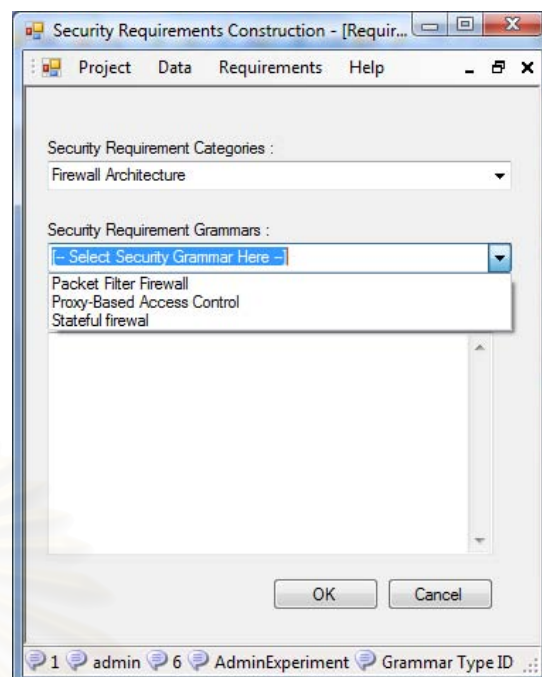 Security Requirements Construction - [Requir...
Project Data Requirements Help
Security Requirement Categories :
Firewall Architecture
Security Requirement Grammars :
[-- Select Security Grammar Here --]
Packet Filter Firewall
Proxy-Based Access Control
Stateful firewal
OK Cancel
1 admin 6 AdminExperiment Grammar Type ID